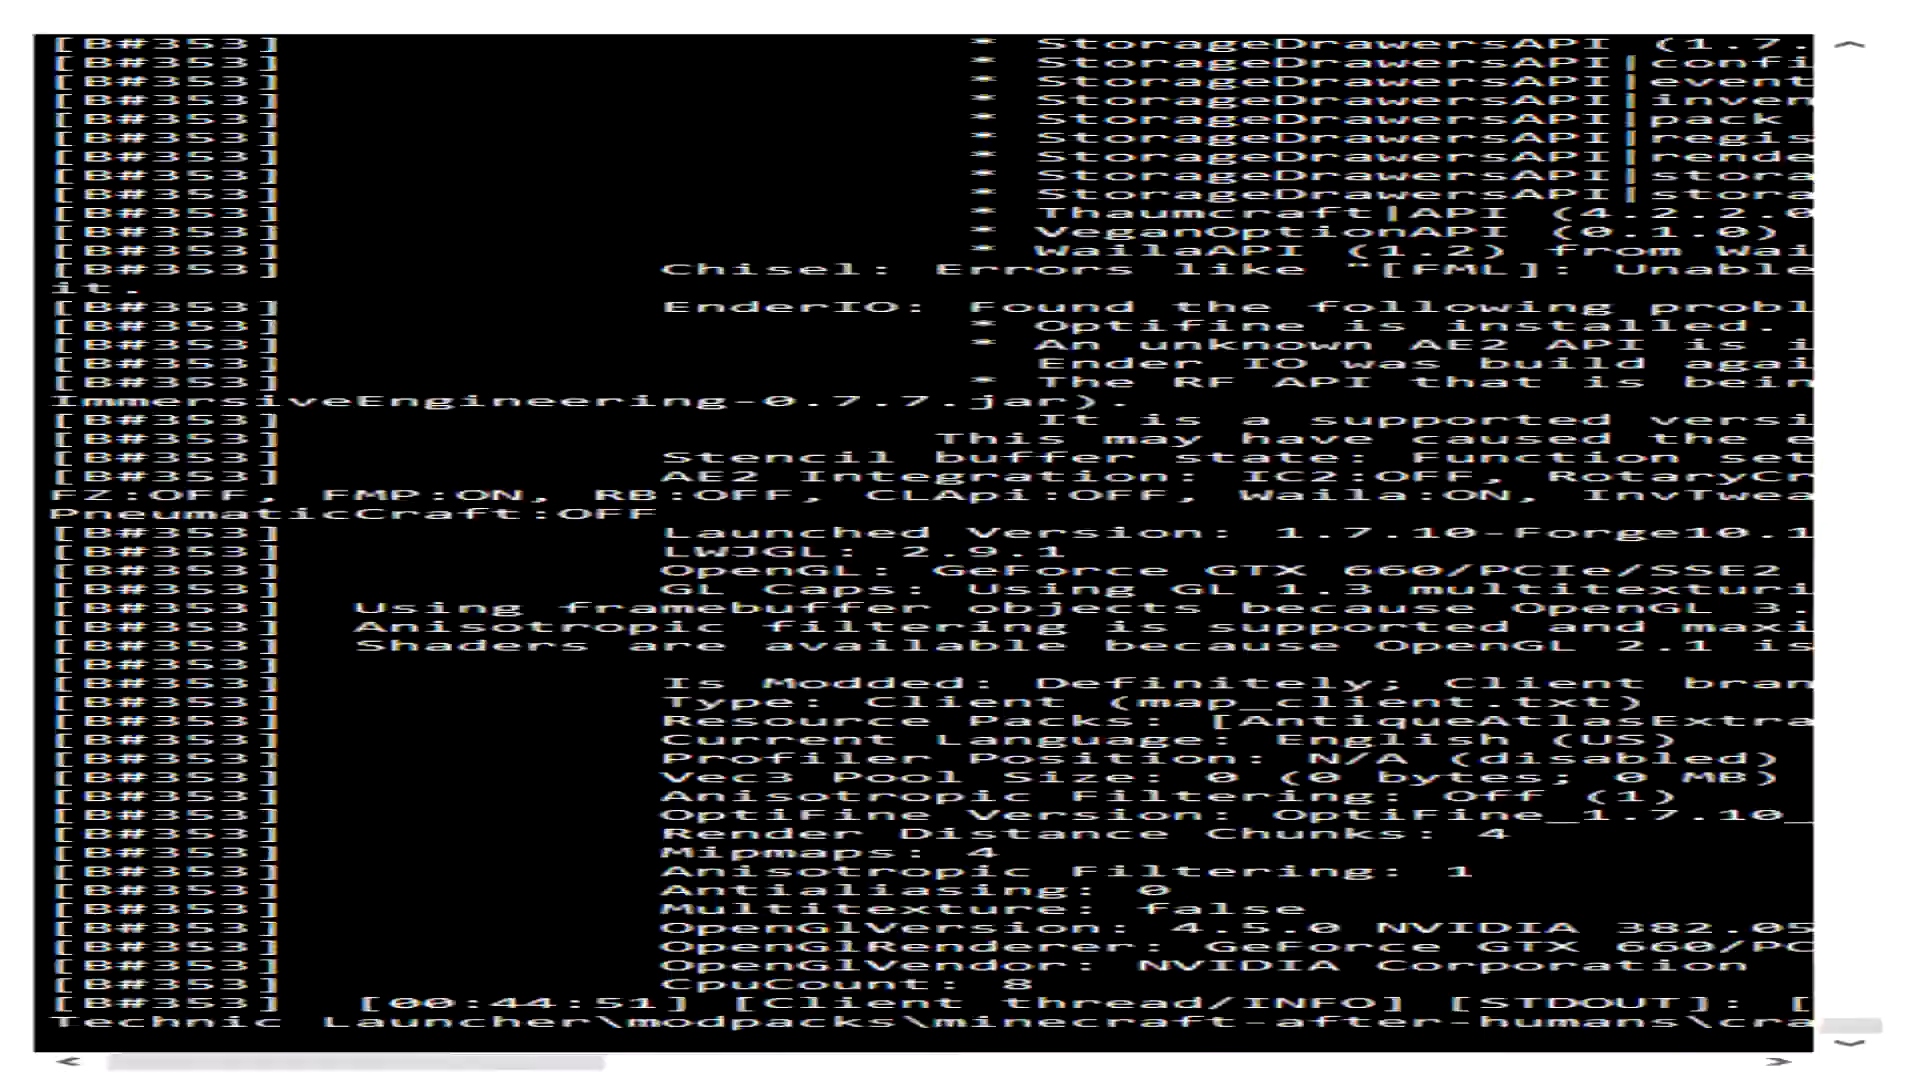 [B#353] * StorageDrawersAPI (1.7.
[B#353] * StorageDrawersAPI|confi
[B#353] * StorageDrawersAPI|event
[B#353] * StorageDrawersAPI|inven
[B#353] * StorageDrawersAPI|pack
[B#353] * StorageDrawersAPI|regis
[B#353] * StorageDrawersAPI|rende
[B#353] * StorageDrawersAPI|stora
[B#353] * StorageDrawersAPI|stora
[B#353] * Thaumcraft|API (4.2.2.0
[B#353] * VeganOptionAPI (0.1.0)
[B#353] * WailaAPI (1.2) from Wai
[B#353] Chisel: Errors like "[FML]: Unable
it.
[B#353] EnderIO: Found the following probl
[B#353] * Optifine is installed.
[B#353] * An unknown AE2 API is i
[B#353] Ender IO was build agai
[B#353] * The RF API that is bein
ImmersiveEngineering-0.7.7.jar).
[B#353] It is a supported versi
[B#353] This may have caused the e
[B#353] Stencil buffer state: Function set
[B#353] AE2 Integration: IC2:OFF, RotaryCr
FZ:OFF, FMP:ON, RB:OFF, CLApi:OFF, Waila:ON, InvTwea
PneumaticCraft:OFF
[B#353] Launched Version: 1.7.10-Forge10.1
[B#353] LWJGL: 2.9.1
[B#353] OpenGL: GeForce GTX 660/PCIe/SSE2
[B#353] GL Caps: Using GL 1.3 multitexturi
[B#353] Using framebuffer objects because OpenGL 3.
[B#353] Anisotropic filtering is supported and maxi
[B#353] Shaders are available because OpenGL 2.1 is
[B#353]
[B#353] Is Modded: Definitely; Client bran
[B#353] Type: Client (map_client.txt)
[B#353] Resource Packs: [AntiqueAtlasExtra
[B#353] Current Language: English (US)
[B#353] Profiler Position: N/A (disabled)
[B#353] Vec3 Pool Size: 0 (0 bytes; 0 MB)
[B#353] Anisotropic Filtering: Off (1)
[B#353] OptiFine Version: OptiFine_1.7.10_
[B#353] Render Distance Chunks: 4
[B#353] Mipmaps: 4
[B#353] Anisotropic Filtering: 1
[B#353] Antialiasing: 0
[B#353] Multitexture: false
[B#353] OpenGlVersion: 4.5.0 NVIDIA 382.05
[B#353] OpenGlRenderer: GeForce GTX 660/PC
[B#353] OpenGlVendor: NVIDIA Corporation
[B#353] CpuCount: 8
[B#353] [00:44:51] [Client thread/INFO] [STDOUT]: [
Technic Launcher\modpacks\minecraft-after-humans\cra